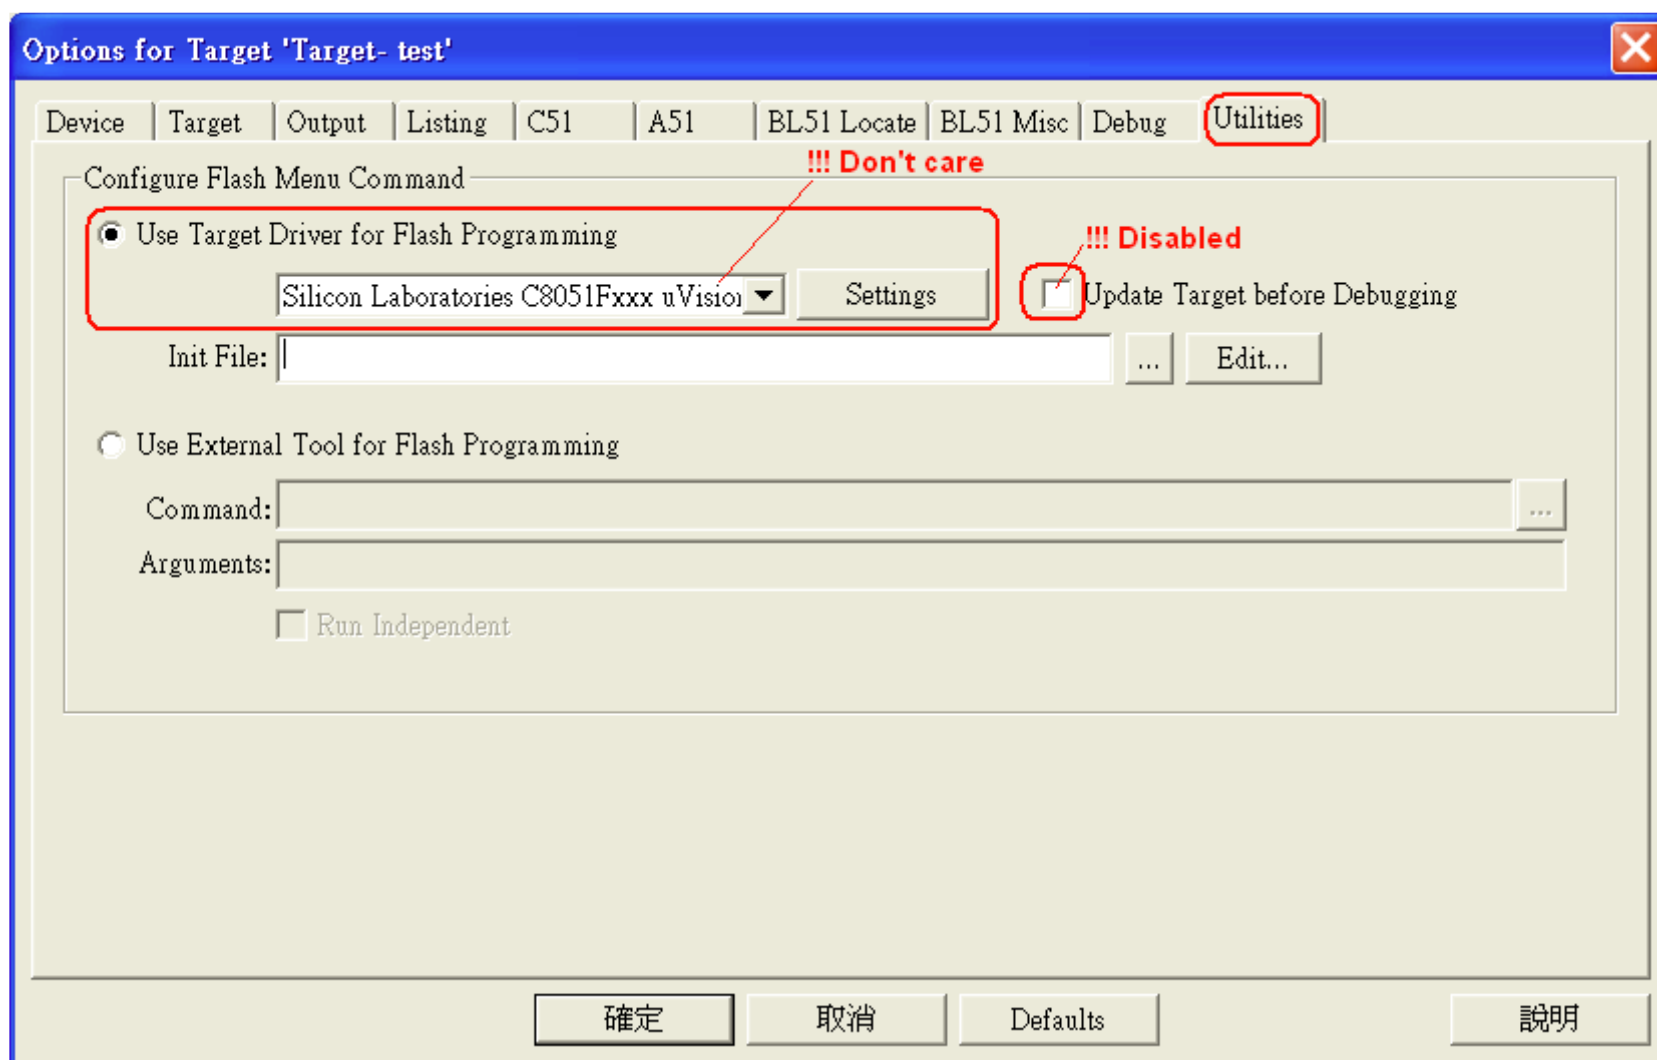 Options for Target 'Target- test'
Device Target Output Listing C51 A51 BL51 Locate BL51 Misc Debug Utilities
!!! Don't care
Configure Flash Menu Command
Use Target Driver for Flash Programming
!!! Disabled
Silicon Laboratories C8051Fxxx uVision Settings Update Target before Debugging
Init File: ... Edit...
Use External Tool for Flash Programming
Command: ...
Arguments:
Run Independent
確定 取消 Defaults 說明